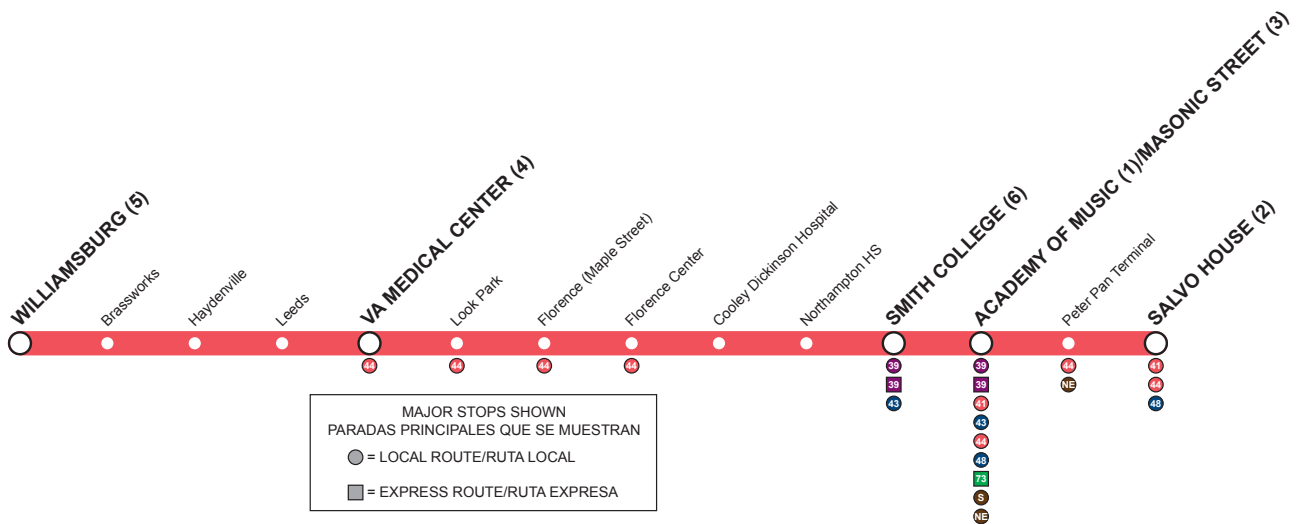 WILLIAMSBURG (5)
Brassworks
Haydenville
Leeds
VA MEDICAL CENTER (4)
Look Park
Florence (Maple Street)
Florence Center
Cooley Dickinson Hospital
Northampton HS
SMITH COLLEGE (6)
ACADEMY OF MUSIC (1)/MASONIC STREET (3)
Peter Pan Terminal
SALVO HOUSE (2)
44
44
44
44
39
39
43
39
39
41
43
44
48
73
S
NE
44
NE
41
44
48
MAJOR STOPS SHOWN
PARADAS PRINCIPALES QUE SE MUESTRAN
= LOCAL ROUTE/RUTA LOCAL
= EXPRESS ROUTE/RUTA EXPRESA